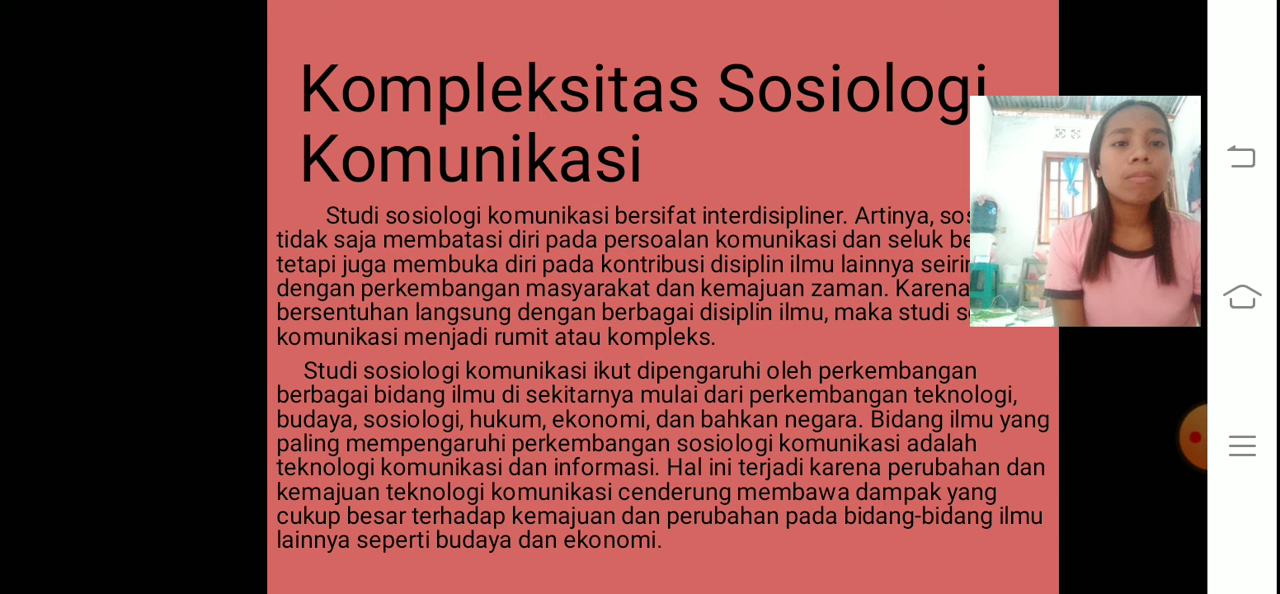 Kompleksitas Sosiologi
Komunikasi
Studi sosiologi komunikasi bersifat interdisipliner. Artinya,
tidak saja membatasi diri pada persoalan komunikasi dan seluk
tetapi juga membuka diri pada kontribusi disiplin ilmu lainnya
dengan perkembangan masyarakat dan kemajuan zaman. Karena
bersentuhan langsung dengan berbagai disiplin ilmu, maka studi
komunikasi menjadi rumit atau kompleks.
Studi sosiologi komunikasi ikut dipengaruhi oleh perkembangan
berbagai bidang ilmu di sekitarnya mulai dari perkembangan teknologi,
budaya, sosiologi, hukum, ekonomi, dan bahkan negara. Bidang ilmu yang
paling mempengaruhi perkembangan sosiologi komunikasi adalah
teknologi komunikasi dan informasi. Hal ini terjadi karena perubahan dan
kemajuan teknologi komunikasi cenderung membawa dampak yang
cukup besar terhadap kemajuan dan perubahan pada bidang-bidang ilmu
lainnya seperti budaya dan ekonomi.